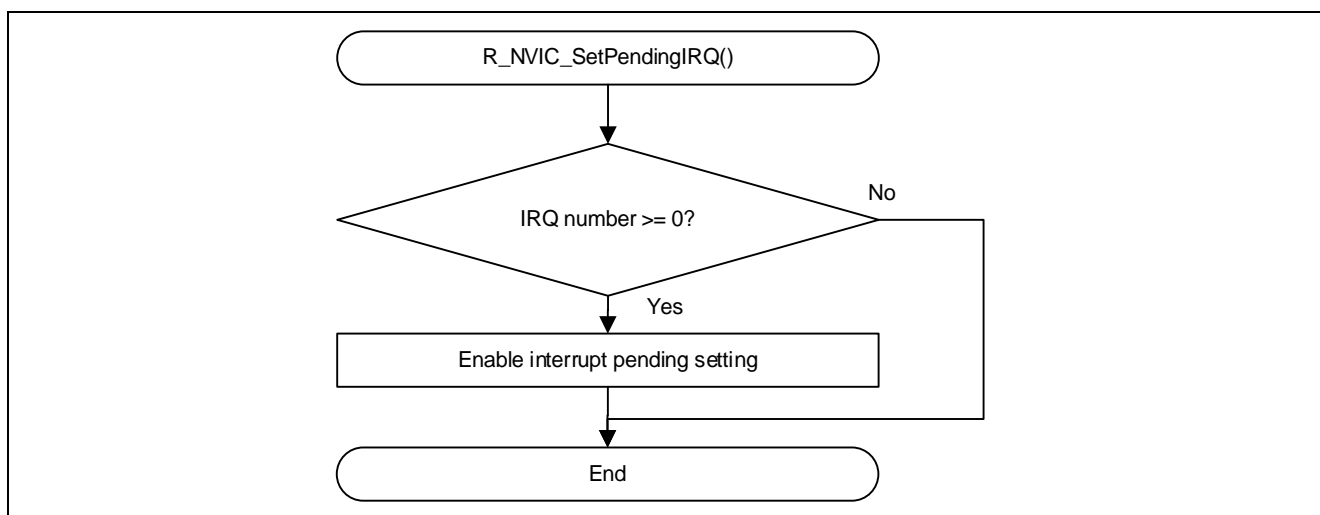 R_NVIC_SetPendingIRQ()
No
IRQ number >= 0?
Yes
Enable interrupt pending setting
End